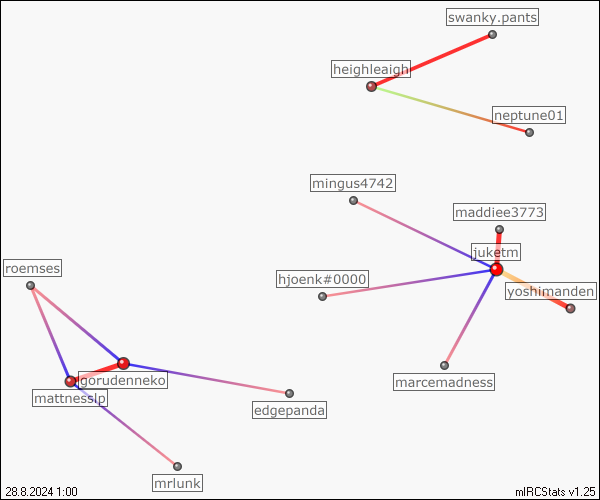 swanky.pants
heighleaigh
neptune01
mingus4742
maddiee3773
juketm
roemses
hjoenk#0000
yoshimanden
gorudenneko
marcemadness
mattnessip
edgepanda
mrlunk
28.8.2024 1:00
mIRCStats v1.25